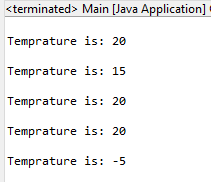 <terminated> Main [Java Application]
Temprature is: 20
Temprature is: 15
Temprature is: 20
Temprature is: 20
Temprature is: -5